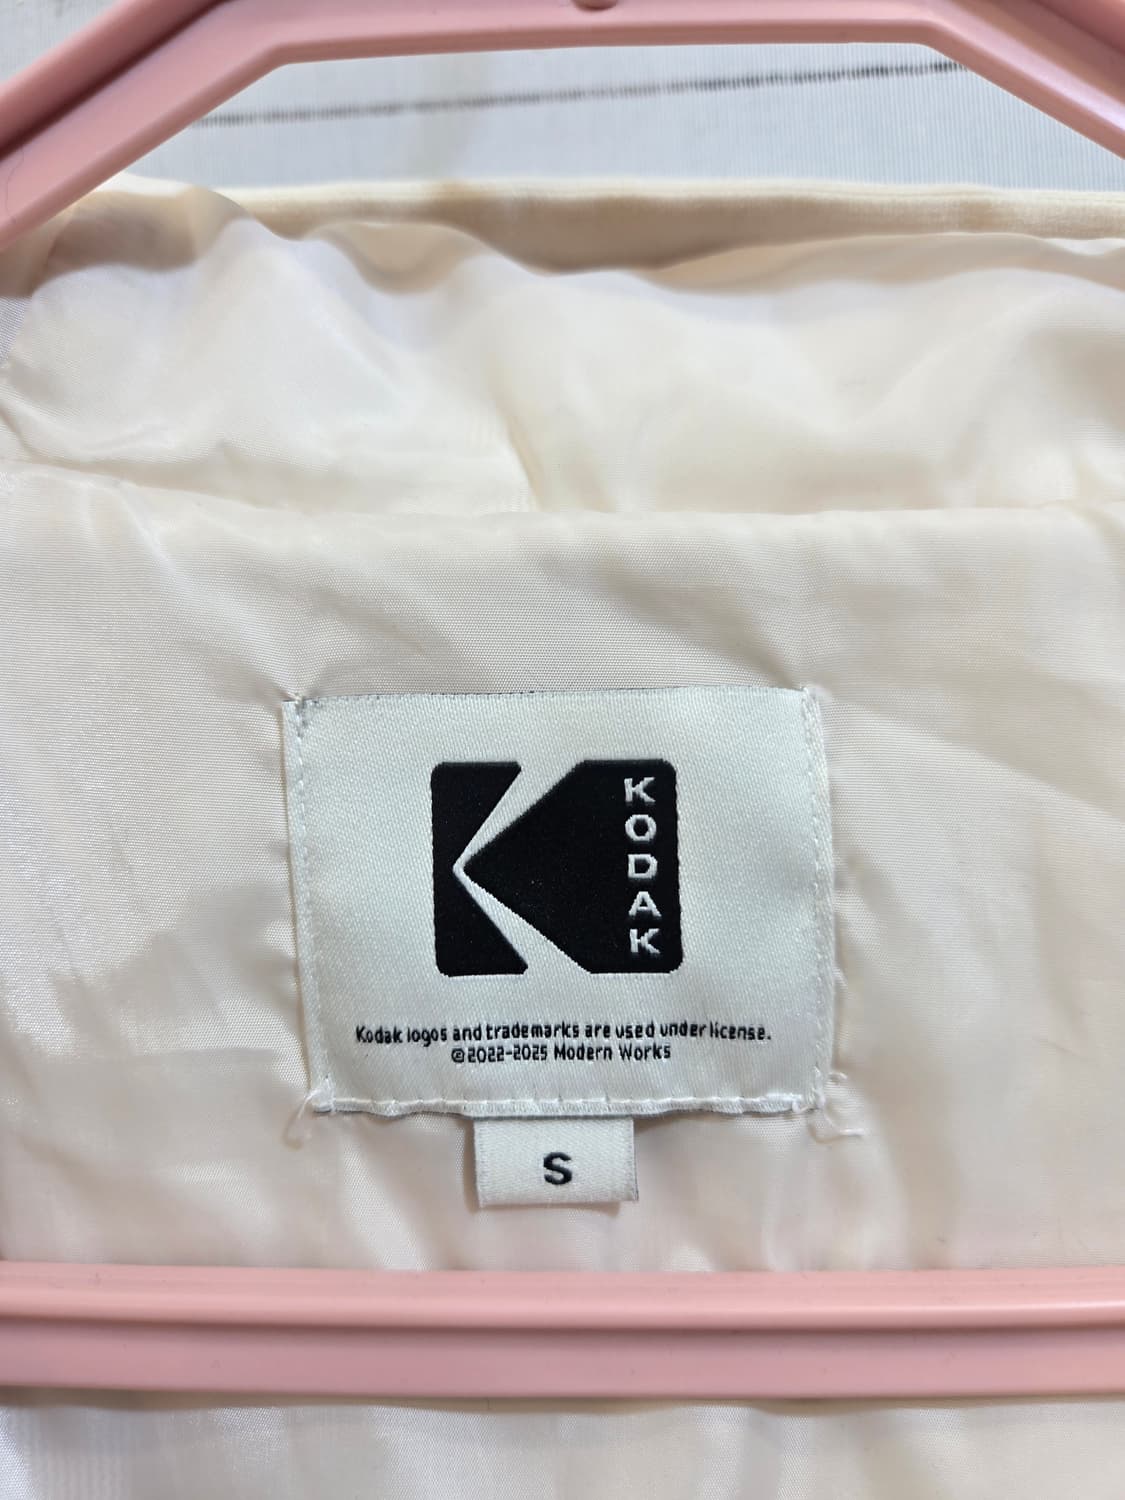 KODAK
Kodak logos and trademarks are used under license.
©2022-2025 Modern Works
S